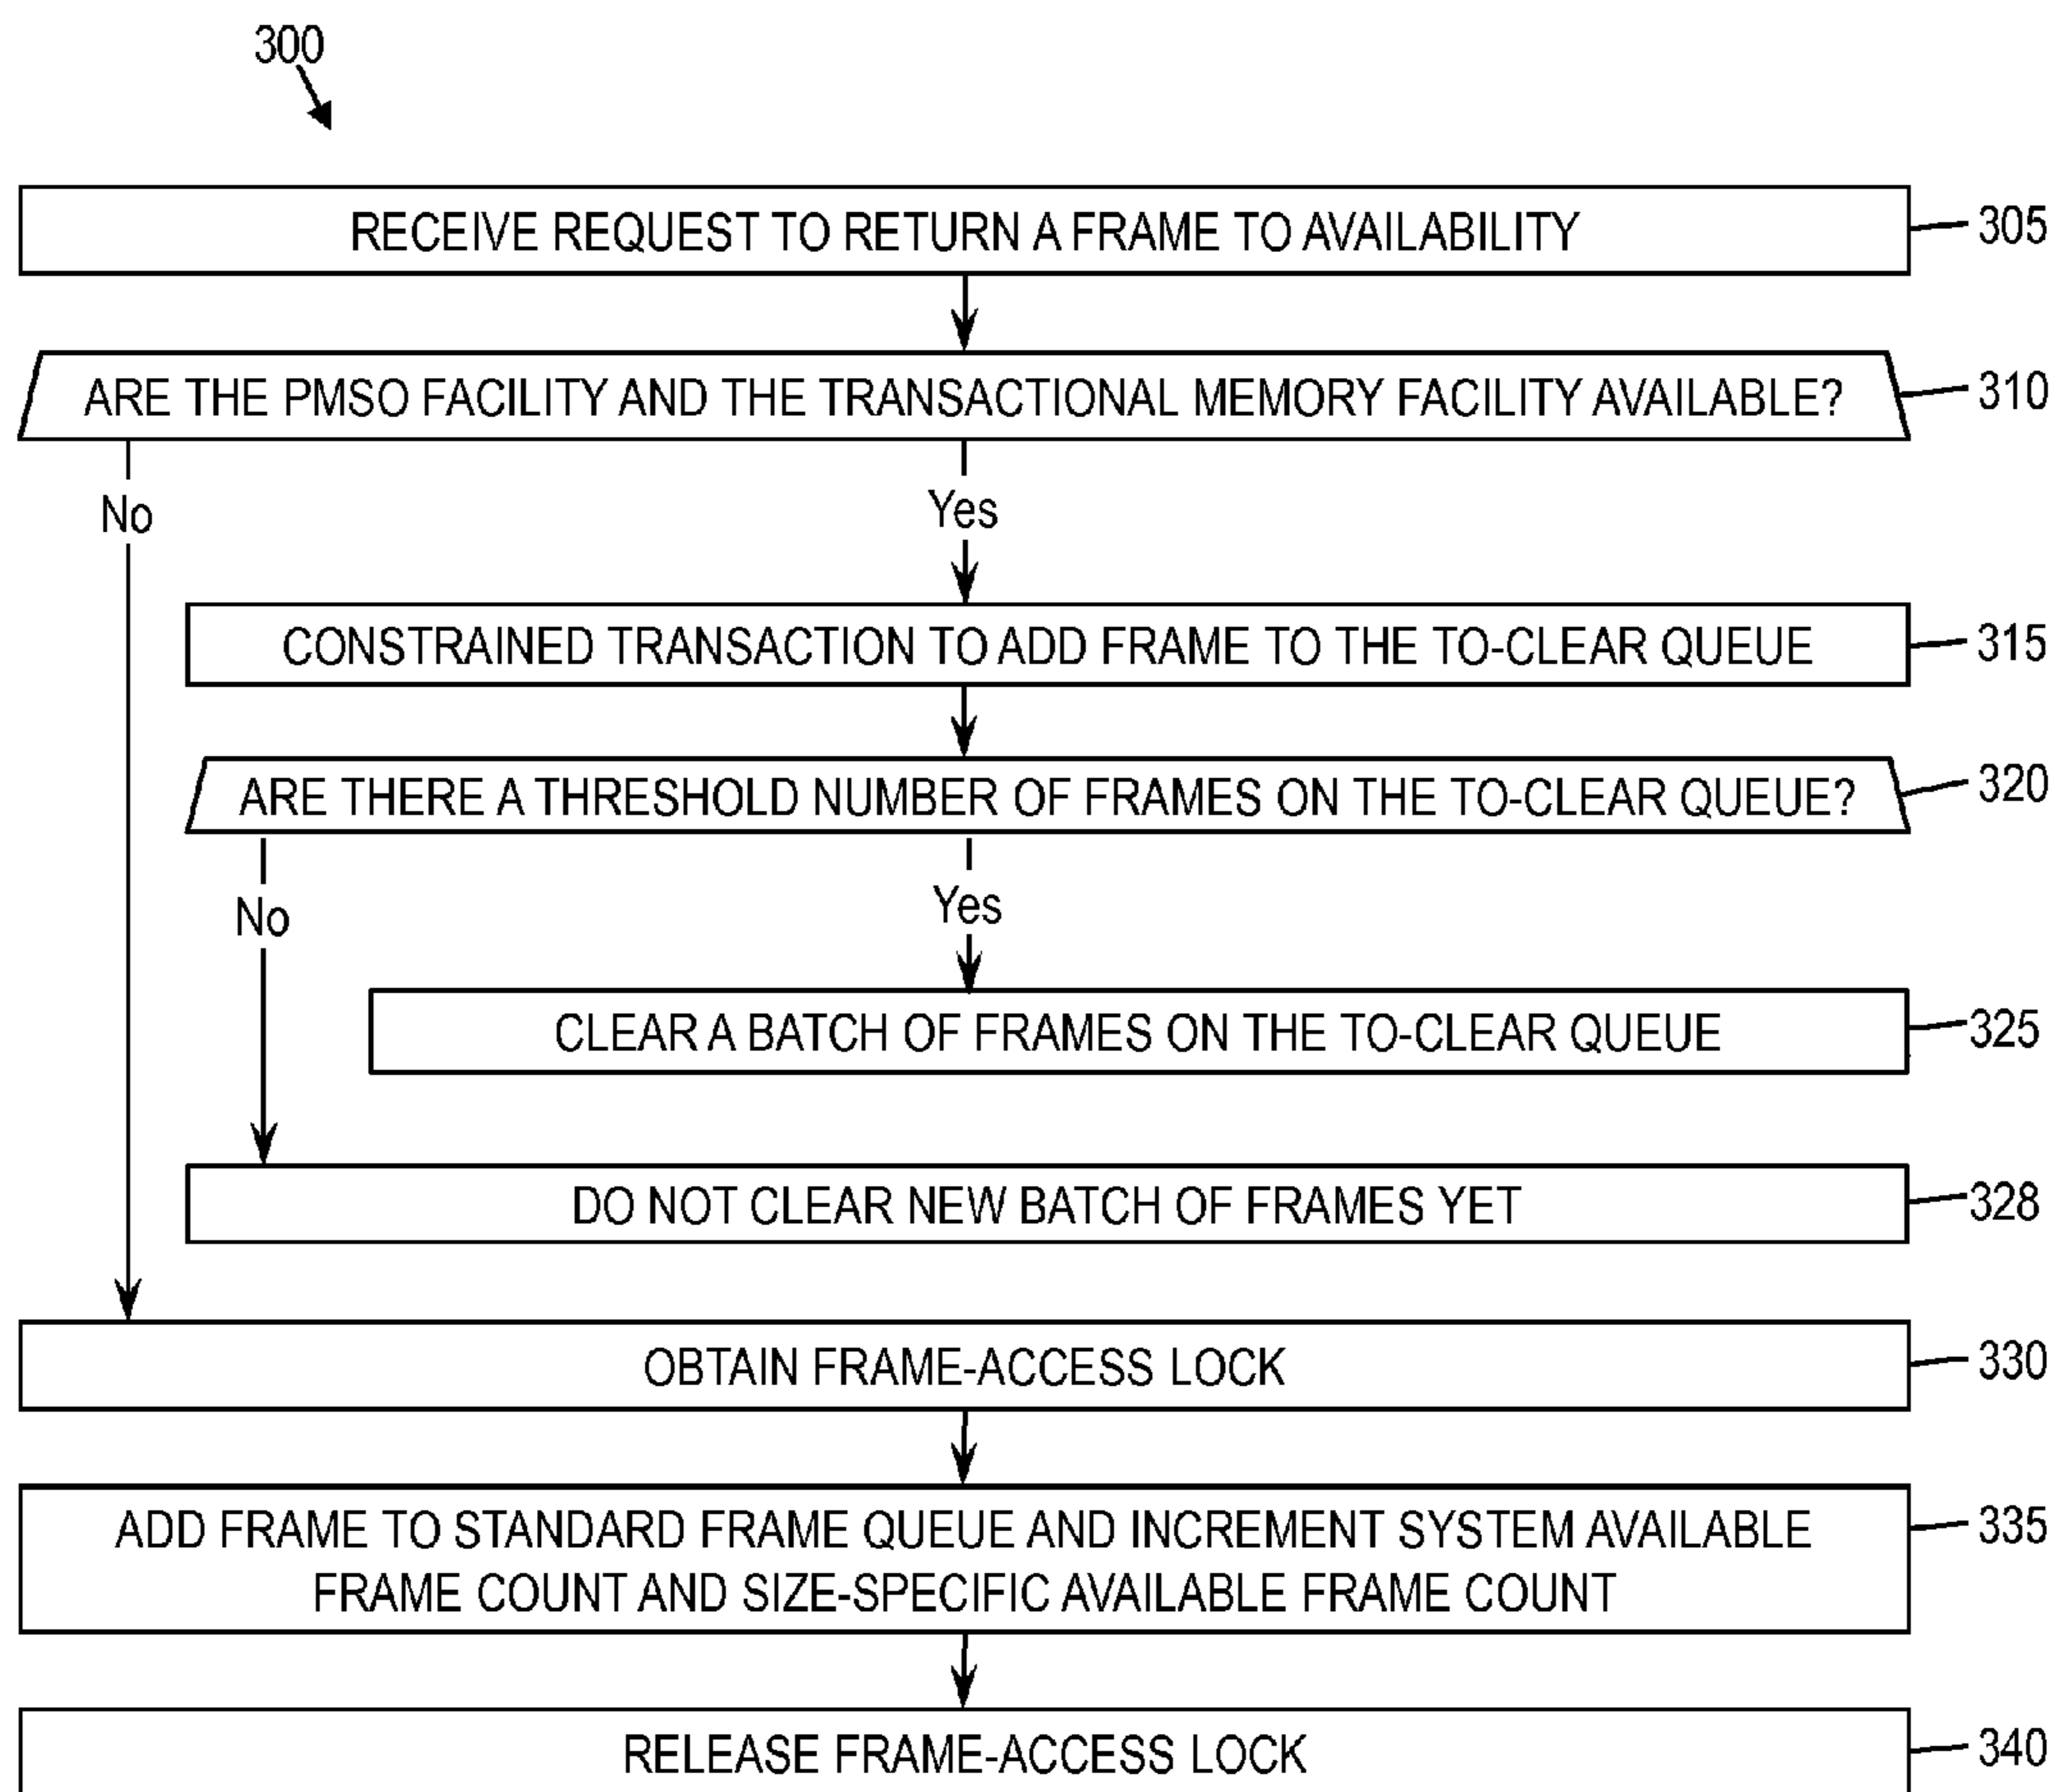 300
RECEIVE REQUEST TO RETURN A FRAME TO AVAILABILITY
305
ARE THE PMSO FACILITY AND THE TRANSACTIONAL MEMORY FACILITY AVAILABLE?
310
No
Yes
CONSTRAINED TRANSACTION TO ADD FRAME TO THE TO-CLEAR QUEUE
315
ARE THERE A THRESHOLD NUMBER OF FRAMES ON THE TO-CLEAR QUEUE?
320
No
Yes
CLEAR A BATCH OF FRAMES ON THE TO-CLEAR QUEUE
325
DO NOT CLEAR NEW BATCH OF FRAMES YET
328
OBTAIN FRAME-ACCESS LOCK
330
ADD FRAME TO STANDARD FRAME QUEUE AND INCREMENT SYSTEM AVAILABLE
FRAME COUNT AND SIZE-SPECIFIC AVAILABLE FRAME COUNT
335
RELEASE FRAME-ACCESS LOCK
340